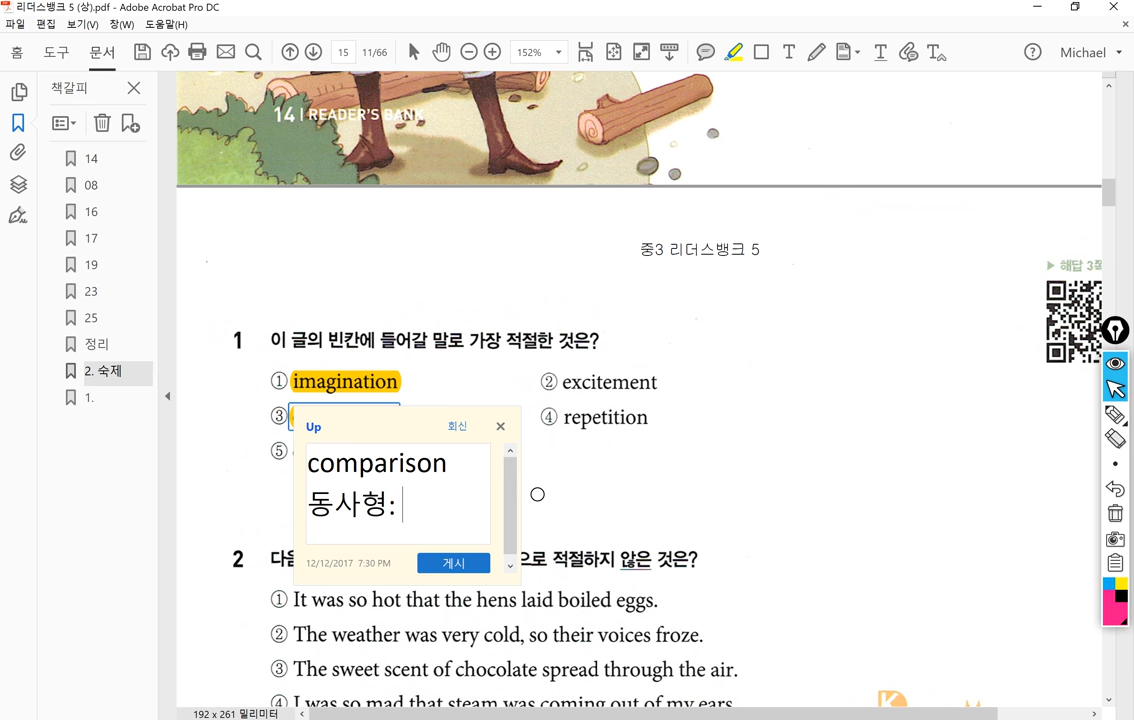 리더스뱅크 5 (상).pdf - Adobe Acrobat Pro DC
파일 편집 보기(V) 창(W) 도움말(H)
홈 도구 문서 15 11/66 152% Michael
책갈피
14
08
16
17
19
23
25
정리
2. 숙제
1.
14 | READER'S BANK
중3 리더스뱅크 5
▶ 해답 3쪽
1 이 글의 빈칸에 들어갈 말로 가장 적절한 것은?
① imagination ② excitement
③ ④ repetition
⑤
Up 회신
comparison
동사형:
12/12/2017 7:30 PM 게시
2 다음 으로 적절하지 않은 것은?
① It was so hot that the hens laid boiled eggs.
② The weather was very cold, so their voices froze.
③ The sweet scent of chocolate spread through the air.
④ I was so mad that steam was coming out of my ears.
192 x 261 밀리미터